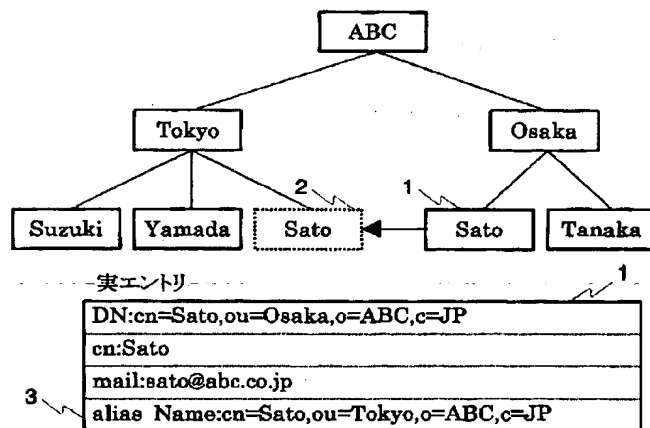 ABC
Tokyo
Osaka
2
1
Suzuki
Yamada
Sato
Sato
Tanaka
実エントリ
1
DN:cn=Sato,ou=Osaka,o=ABC,c=JP
cn:Sato
mail:sato@abc.co.jp
3
alias Name:cn=Sato,ou=Tokyo,o=ABC,c=JP